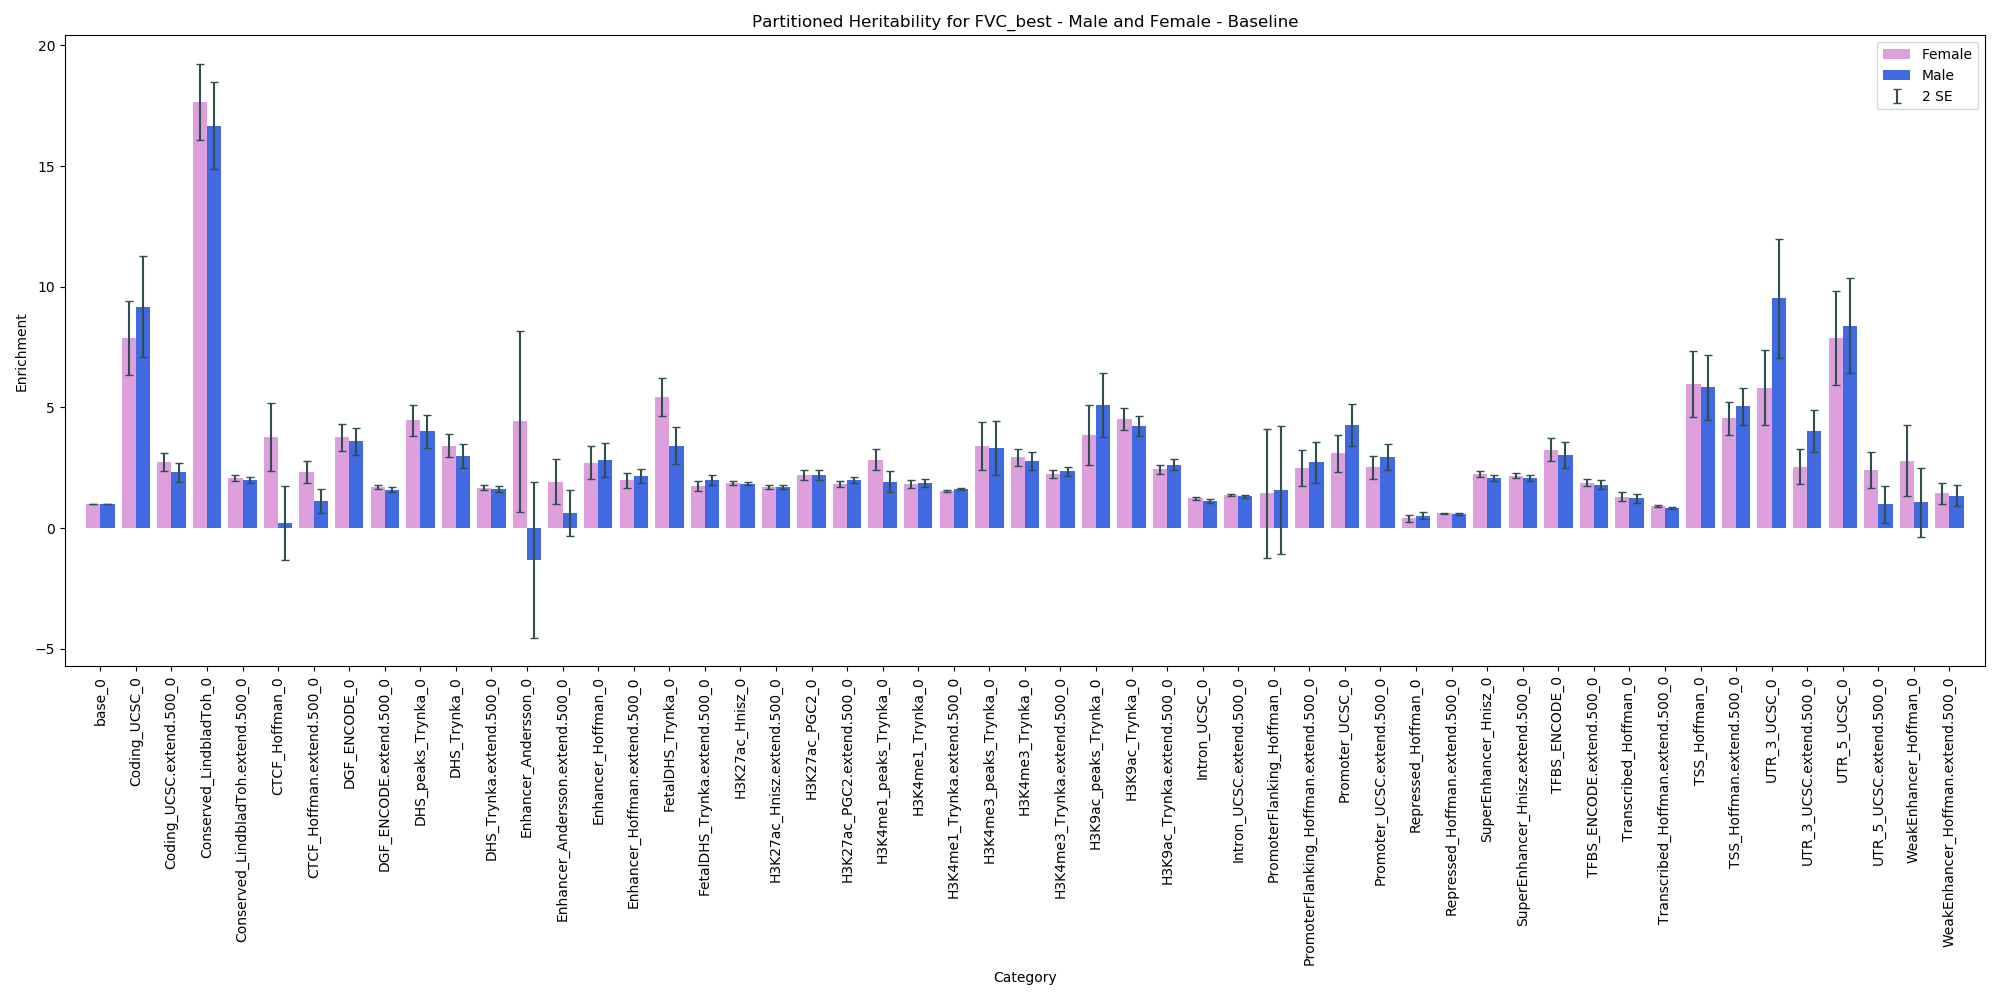 Partitioned Heritability for FVC_best - Male and Female - Baseline
Female
Male
2 SE
Enrichment
20
15
10
5
0
−5
base_0
Coding_UCSC_0
Coding_UCSC.extend.500_0
Conserved_LindbladToh_0
Conserved_LindbladToh.extend.500_0
CTCF_Hoffman_0
CTCF_Hoffman.extend.500_0
DGF_ENCODE_0
DGF_ENCODE.extend.500_0
DHS_peaks_Trynka_0
DHS_Trynka_0
DHS_Trynka.extend.500_0
Enhancer_Andersson_0
Enhancer_Andersson.extend.500_0
Enhancer_Hoffman_0
Enhancer_Hoffman.extend.500_0
FetalDHS_Trynka_0
FetalDHS_Trynka.extend.500_0
H3K27ac_Hnisz_0
H3K27ac_Hnisz.extend.500_0
H3K27ac_PGC2_0
H3K27ac_PGC2.extend.500_0
H3K4me1_peaks_Trynka_0
H3K4me1_Trynka_0
H3K4me1_Trynka.extend.500_0
H3K4me3_peaks_Trynka_0
H3K4me3_Trynka_0
H3K4me3_Trynka.extend.500_0
H3K9ac_peaks_Trynka_0
H3K9ac_Trynka_0
H3K9ac_Trynka.extend.500_0
Intron_UCSC_0
Intron_UCSC.extend.500_0
PromoterFlanking_Hoffman_0
PromoterFlanking_Hoffman.extend.500_0
Promoter_UCSC_0
Promoter_UCSC.extend.500_0
Repressed_Hoffman_0
Repressed_Hoffman.extend.500_0
SuperEnhancer_Hnisz_0
SuperEnhancer_Hnisz.extend.500_0
TFBS_ENCODE_0
TFBS_ENCODE.extend.500_0
Transcribed_Hoffman_0
Transcribed_Hoffman.extend.500_0
TSS_Hoffman_0
TSS_Hoffman.extend.500_0
UTR_3_UCSC_0
UTR_3_UCSC.extend.500_0
UTR_5_UCSC_0
UTR_5_UCSC.extend.500_0
WeakEnhancer_Hoffman_0
WeakEnhancer_Hoffman.extend.500_0
Category